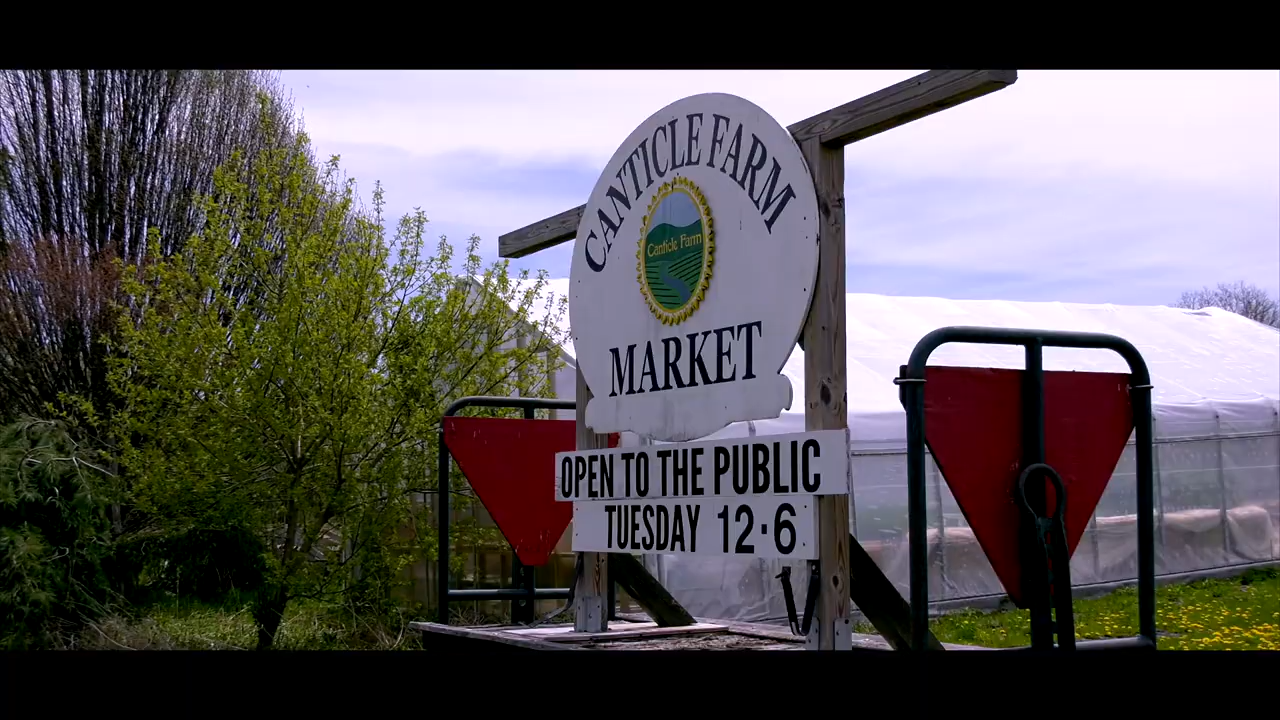 CANTICLE FARM
Canticle Farm
MARKET
OPEN TO THE PUBLIC
TUESDAY 12·6